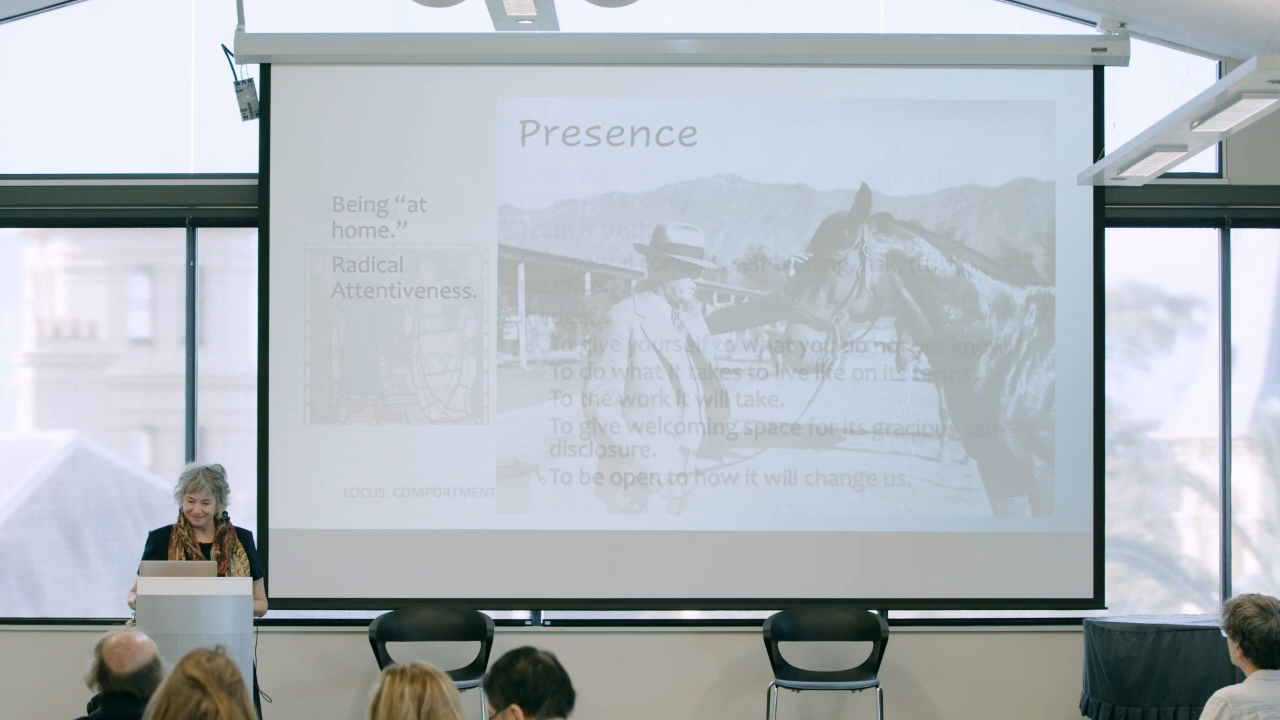 Presence
Being “at
home.”
Radical
Attentiveness.
To give yourself to what you do not yet know.
To do what it takes to live life on its terms.
To the work it will take.
To give welcoming space for its gracious self
disclosure.
To be open to how it will change us.
LOCUS: COMPORTMENT